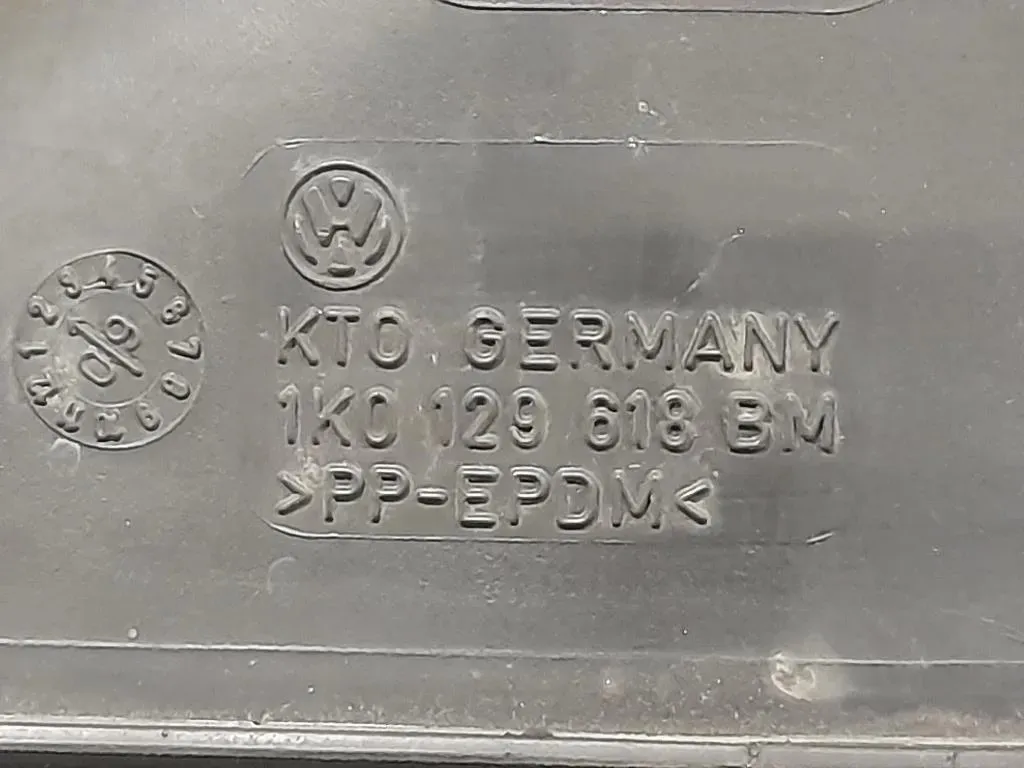 KTO GERMANY
1K0 129 618 BM
>PP-EPDM<